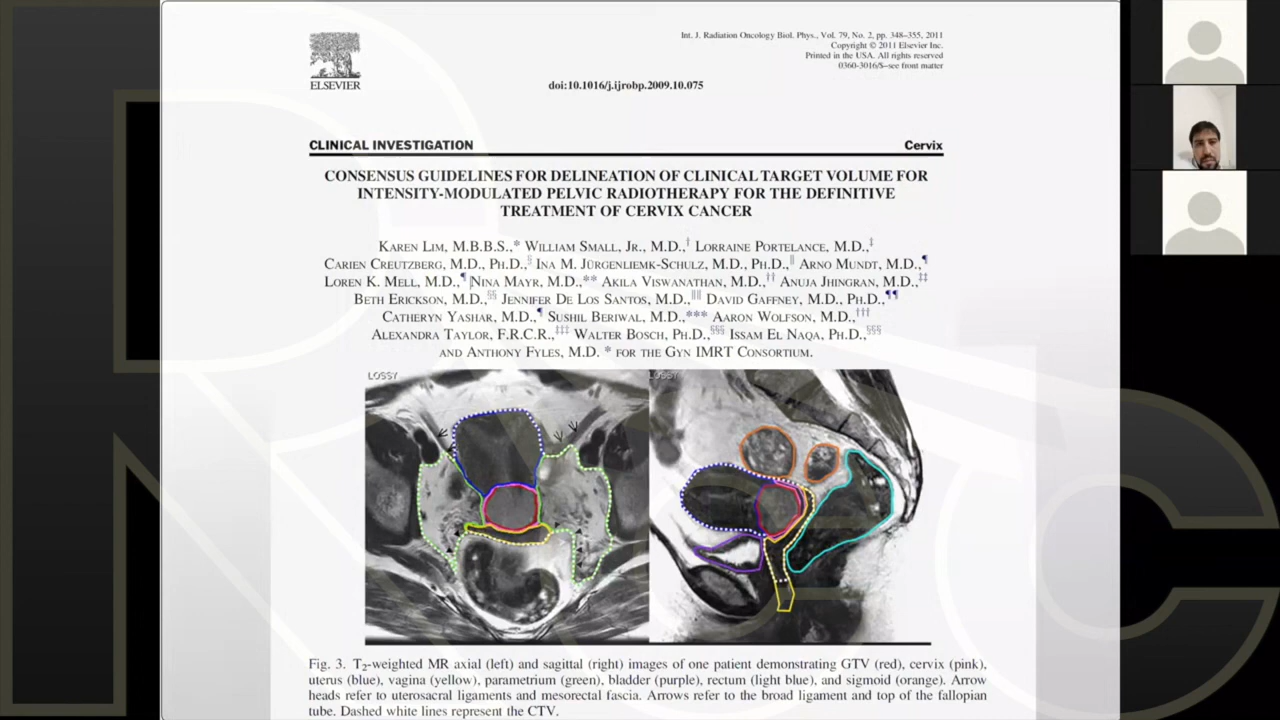 Int. J. Radiation Oncology Biol. Phys., Vol. 79, No. 2, pp. 348–355, 2011
Copyright © 2011 Elsevier Inc.
Printed in the USA. All rights reserved
0360-3016/$–see front matter
ELSEVIER
doi:10.1016/j.ijrobp.2009.10.075
CLINICAL INVESTIGATION Cervix
CONSENSUS GUIDELINES FOR DELINEATION OF CLINICAL TARGET VOLUME FOR
INTENSITY-MODULATED PELVIC RADIOTHERAPY FOR THE DEFINITIVE
TREATMENT OF CERVIX CANCER
KAREN LIM, M.B.B.S.,* WILLIAM SMALL, JR., M.D.,† LORRAINE PORTELANCE, M.D.,‡
CARIEN CREUTZBERG, M.D., PH.D.,§ INA M. JÜRGENLIEMK-SCHULZ, M.D., PH.D.,‖ ARNO MUNDT, M.D.,¶
LOREN K. MELL, M.D.,¶ NINA MAYR, M.D.,** AKILA VISWANATHAN, M.D.,†† ANUJA JHINGRAN, M.D.,‡‡
BETH ERICKSON, M.D.,§§ JENNIFER DE LOS SANTOS, M.D.,‖‖ DAVID GAFFNEY, M.D., PH.D.,¶¶
CATHERYN YASHAR, M.D.,¶ SUSHIL BERIWAL, M.D.,*** AARON WOLFSON, M.D.,†††
ALEXANDRA TAYLOR, F.R.C.R.,‡‡‡ WALTER BOSCH, PH.D.,§§§ ISSAM EL NAQA, PH.D.,§§§
AND ANTHONY FYLES, M.D. * FOR THE GYN IMRT CONSORTIUM.
LOSSY LOSSY
Fig. 3. T2-weighted MR axial (left) and sagittal (right) images of one patient demonstrating GTV (red), cervix (pink),
uterus (blue), vagina (yellow), parametrium (green), bladder (purple), rectum (light blue), and sigmoid (orange). Arrow
heads refer to uterosacral ligaments and mesorectal fascia. Arrows refer to the broad ligament and top of the fallopian
tube. Dashed white lines represent the CTV.